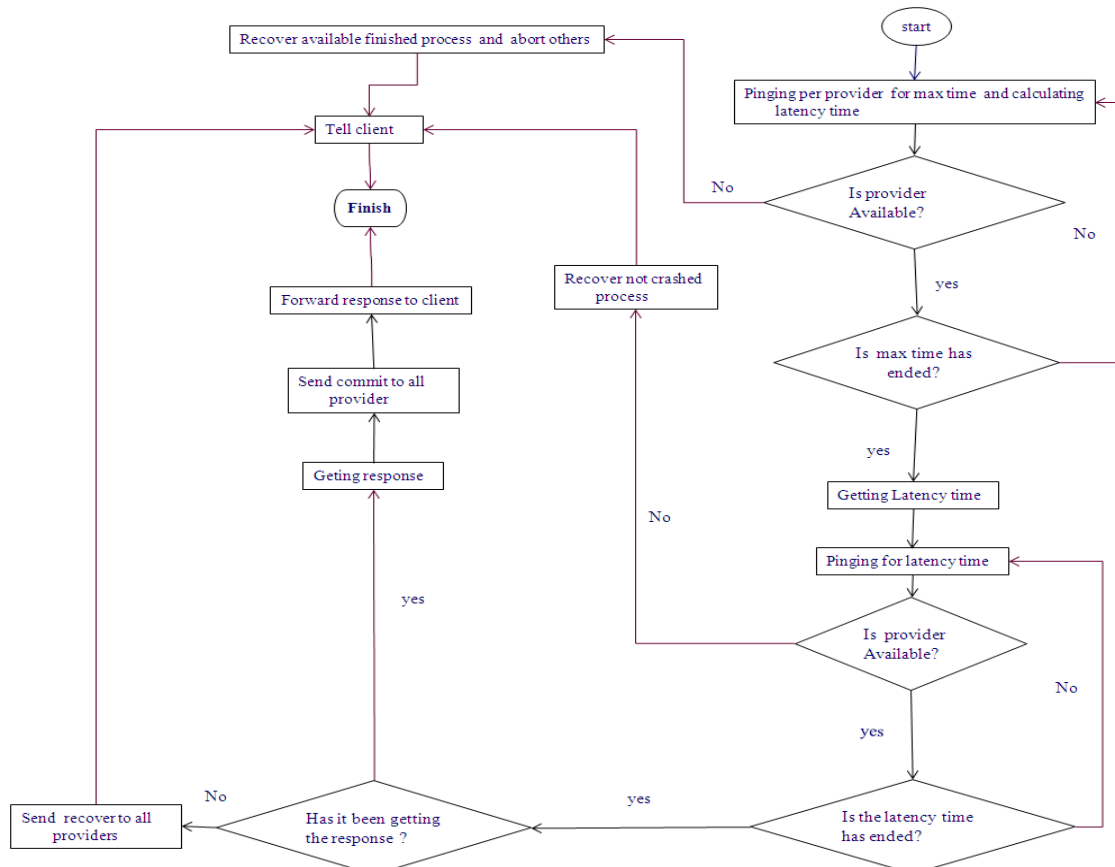 start
Recover available finished process and abort others
Pinging per provider for max time and calculating
latency time
Tell client
No
Is provider
Available?
Finish
No
Recover not crashed
process
yes
Forward response to client
Is max time has
ended?
Send commit to all
provider
yes
Geting response
Getting Latency time
No
Pinging for latency time
yes
Is provider
Available?
No
yes
No
yes
Send recover to all
providers
Has it been getting
the response ?
Is the latency time
has ended?